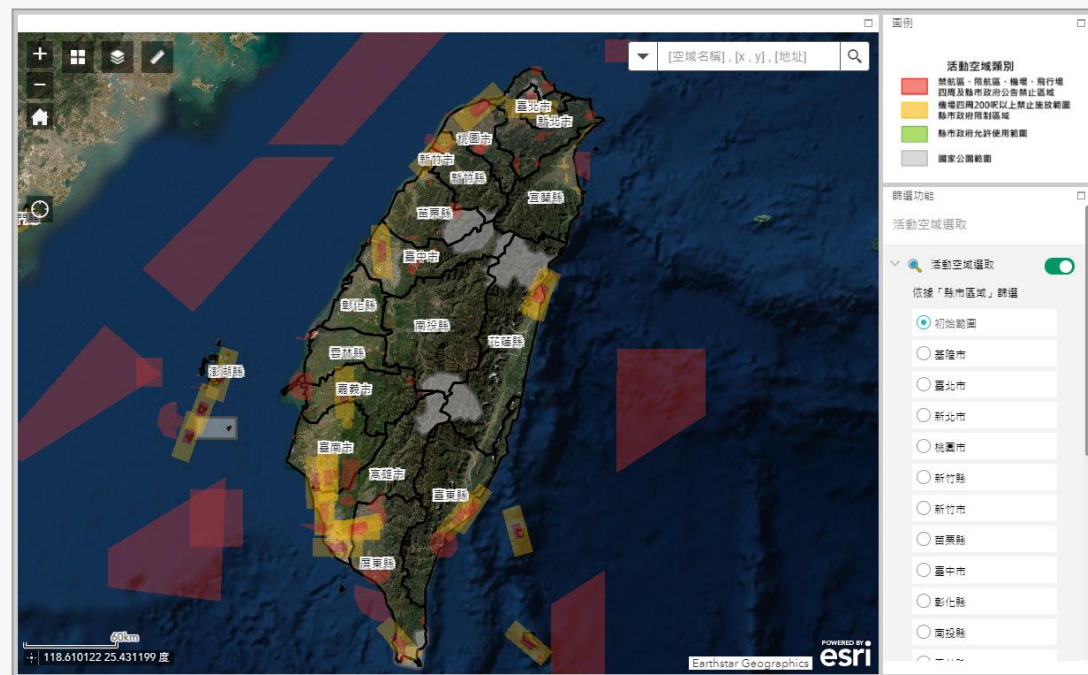 [空域名稱] , [x , y] , [地址]
臺北市
新北市
桃園市
新竹市
新竹縣
宜蘭縣
苗栗縣
臺中市
彰化縣
南投縣
花蓮縣
雲林縣
澎湖縣
嘉義市
臺南市
高雄市
臺東縣
屏東縣
60km
118.610122 25.431199 度
Earthstar Geographics
POWERED BY
esri
圖例
活動空域類別
禁航區、限航區、機場、飛行場
四周及縣市政府公告禁止區域
機場四周200呎以上禁止施放範圍
縣市政府限制區域
縣市政府允許使用範圍
國家公園範圍
篩選功能
活動空域選取
活動空域選取
依據「縣市區域」篩選
初始範圍
基隆市
臺北市
新北市
桃園市
新竹縣
新竹市
苗栗縣
臺中市
彰化縣
南投縣